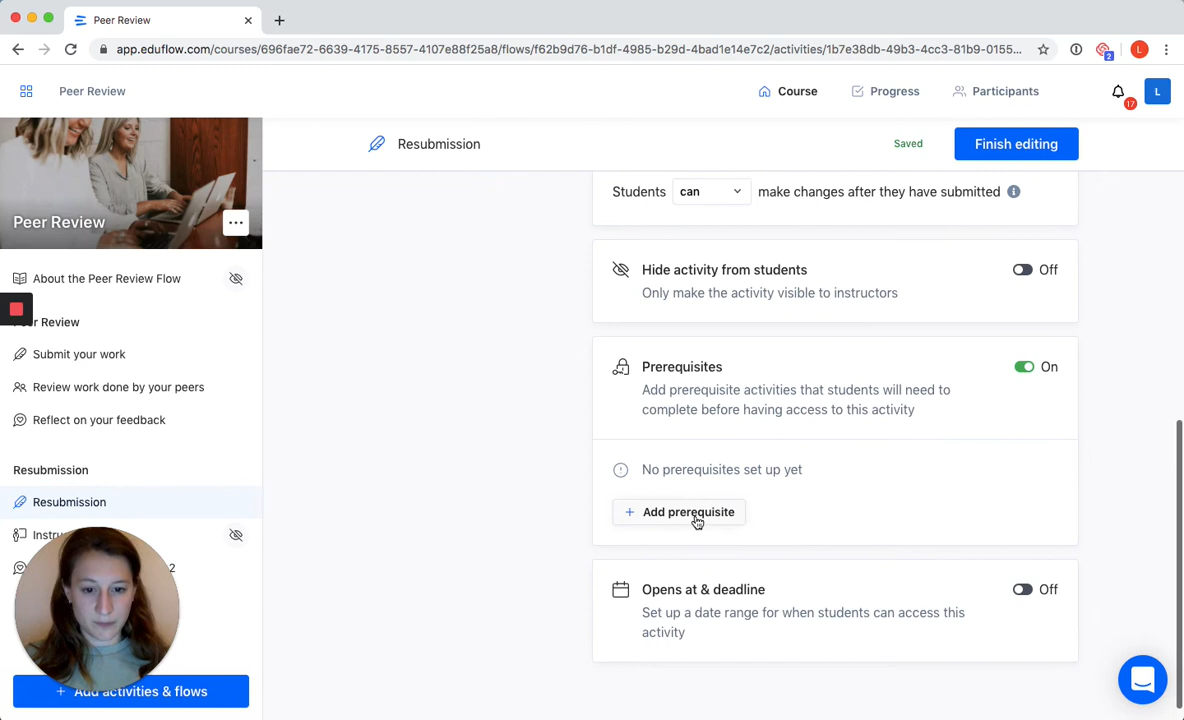 Peer Review
app.eduflow.com/courses/696fae72-6639-4175-8557-4107e88f25a8/flows/f62b9d76-b1df-4985-b29d-4bad1e14e7c2/activities/1b7e38db-49b3-4cc3-81b9-0155...
2
L
Peer Review
Course
Progress
Participants
17
L
Resubmission
Saved
Finish editing
Peer Review
Students can make changes after they have submitted
About the Peer Review Flow
Hide activity from students
Off
Only make the activity visible to instructors
Review
Submit your work
Prerequisites
On
Review work done by your peers
Add prerequisite activities that students will need to
complete before having access to this activity
Reflect on your feedback
Resubmission
No prerequisites set up yet
Resubmission
+ Add prerequisite
2
Opens at & deadline
Off
Set up a date range for when students can access this
activity
+ Add activities & flows